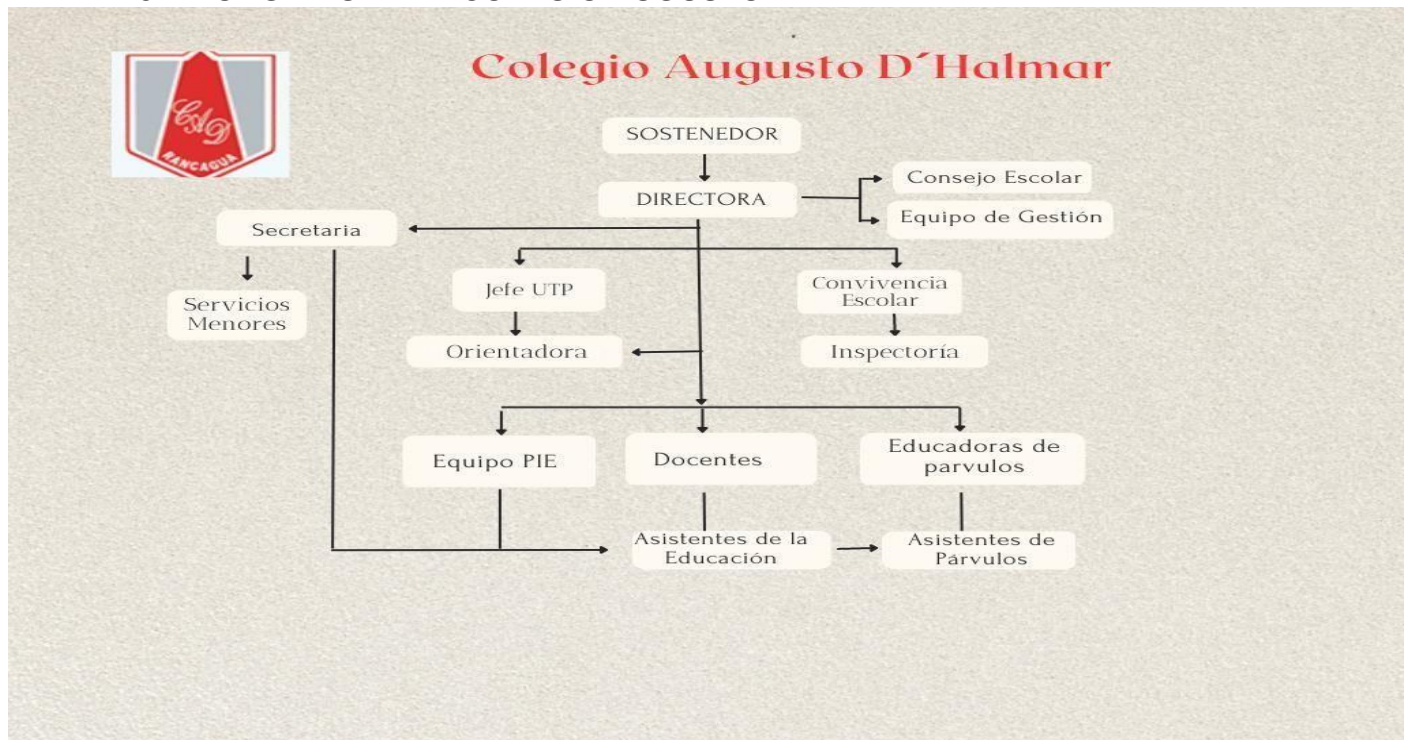 Colegio Augusto D´Halmar
CAD
RANCAGUA
SOSTENEDOR
DIRECTORA
Consejo Escolar
Equipo de Gestión
Secretaria
Servicios
Menores
Jefe UTP
Convivencia
Escolar
Orientadora
Inspectoría
Equipo PIE
Docentes
Educadoras de
parvulos
Asistentes de la
Educación
Asistentes de
Párvulos